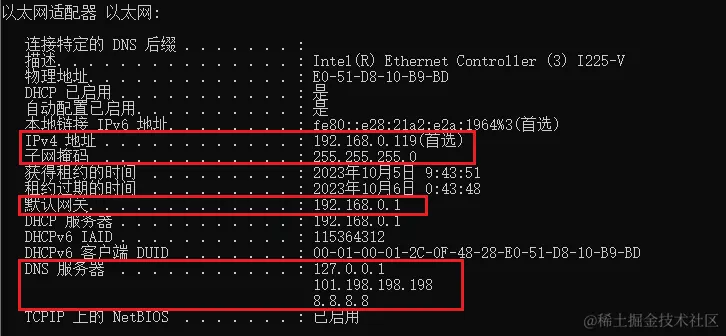 以太网适配器 以太网:
连接特定的 DNS 后缀 . . . . . . . :
描述. . . . . . . . . . . . . . . : Intel(R) Ethernet Controller (3) I225-V
物理地址. . . . . . . . . . . . . : E0-51-D8-10-B9-BD
DHCP 已启用 . . . . . . . . . . . : 是
自动配置已启用. . . . . . . . . . : 是
本地链接 IPv6 地址. . . . . . . . : fe80::e28:21a2:e2a:1964%3(首选)
IPv4 地址 . . . . . . . . . . . . : 192.168.0.119(首选)
子网掩码 . . . . . . . . . . . . : 255.255.255.0
获得租约的时间 . . . . . . . . . : 2023年10月5日 9:43:51
租约过期的时间 . . . . . . . . . : 2023年10月6日 0:43:48
默认网关. . . . . . . . . . . . . : 192.168.0.1
DHCP 服务器 . . . . . . . . . . . : 192.168.0.1
DHCPv6 IAID . . . . . . . . . . . : 115364312
DHCPv6 客户端 DUID . . . . . . . : 00-01-00-01-2C-0F-48-28-E0-51-D8-10-B9-BD
DNS 服务器 . . . . . . . . . . . : 127.0.0.1
101.198.198.198
8.8.8.8
TCPIP 上的 NetBIOS . . . . . . . : 已启用
@稀土掘金技术社区